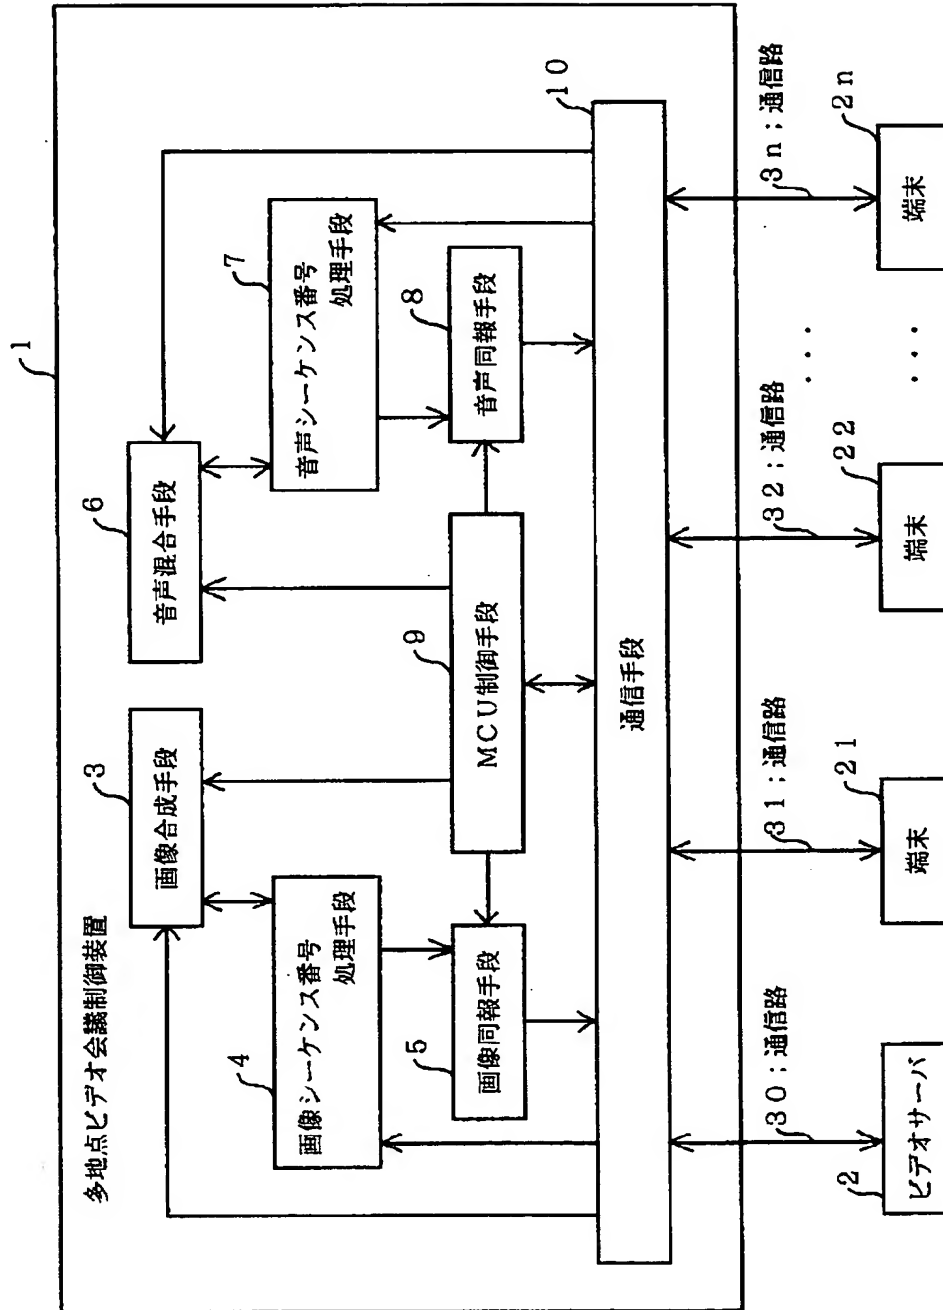 1
多地点ビデオ会議制御装置
3
画像合成手段
6
音声混合手段
4
画像シーケンス番号
処理手段
7
音声シーケンス番号
処理手段
5
画像同報手段
9
MCU制御手段
8
音声同報手段
10
通信手段
30;通信路
31;通信路
32;通信路
3n;通信路
2
ビデオサーバ
21
端末
22
端末
・・・
・・・
2n
端末